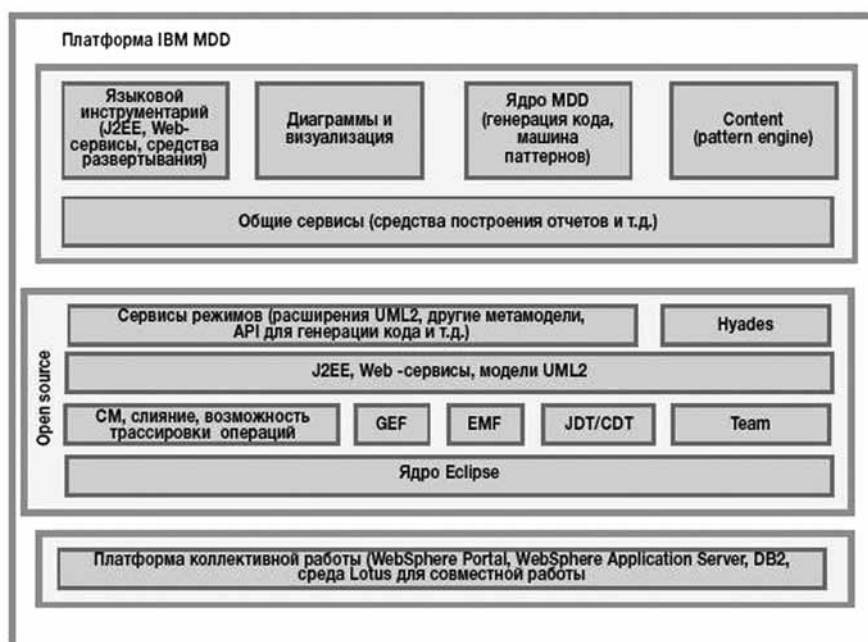 Платформа IBM MDD
Языковой
инструментарий
(J2EE, Web-
сервисы, средства
развертывания)
Диаграммы и
визуализация
Ядро MDD
(генерация кода,
машина
паттернов)
Content
(pattern engine)
Общие сервисы (средства построения отчетов и т.д.)
Open source
Сервисы режимов (расширения UML2, другие метамодели,
API для генерации кода и т.д.)
Hyades
J2EE, Web -сервисы, модели UML2
CM, слияние, возможность
трассировки операций
GEF
EMF
JDT/CDT
Team
Ядро Eclipse
Платформа коллективной работы (WebSphere Portal, WebSphere Application Server, DB2,
среда Lotus для совместной работы